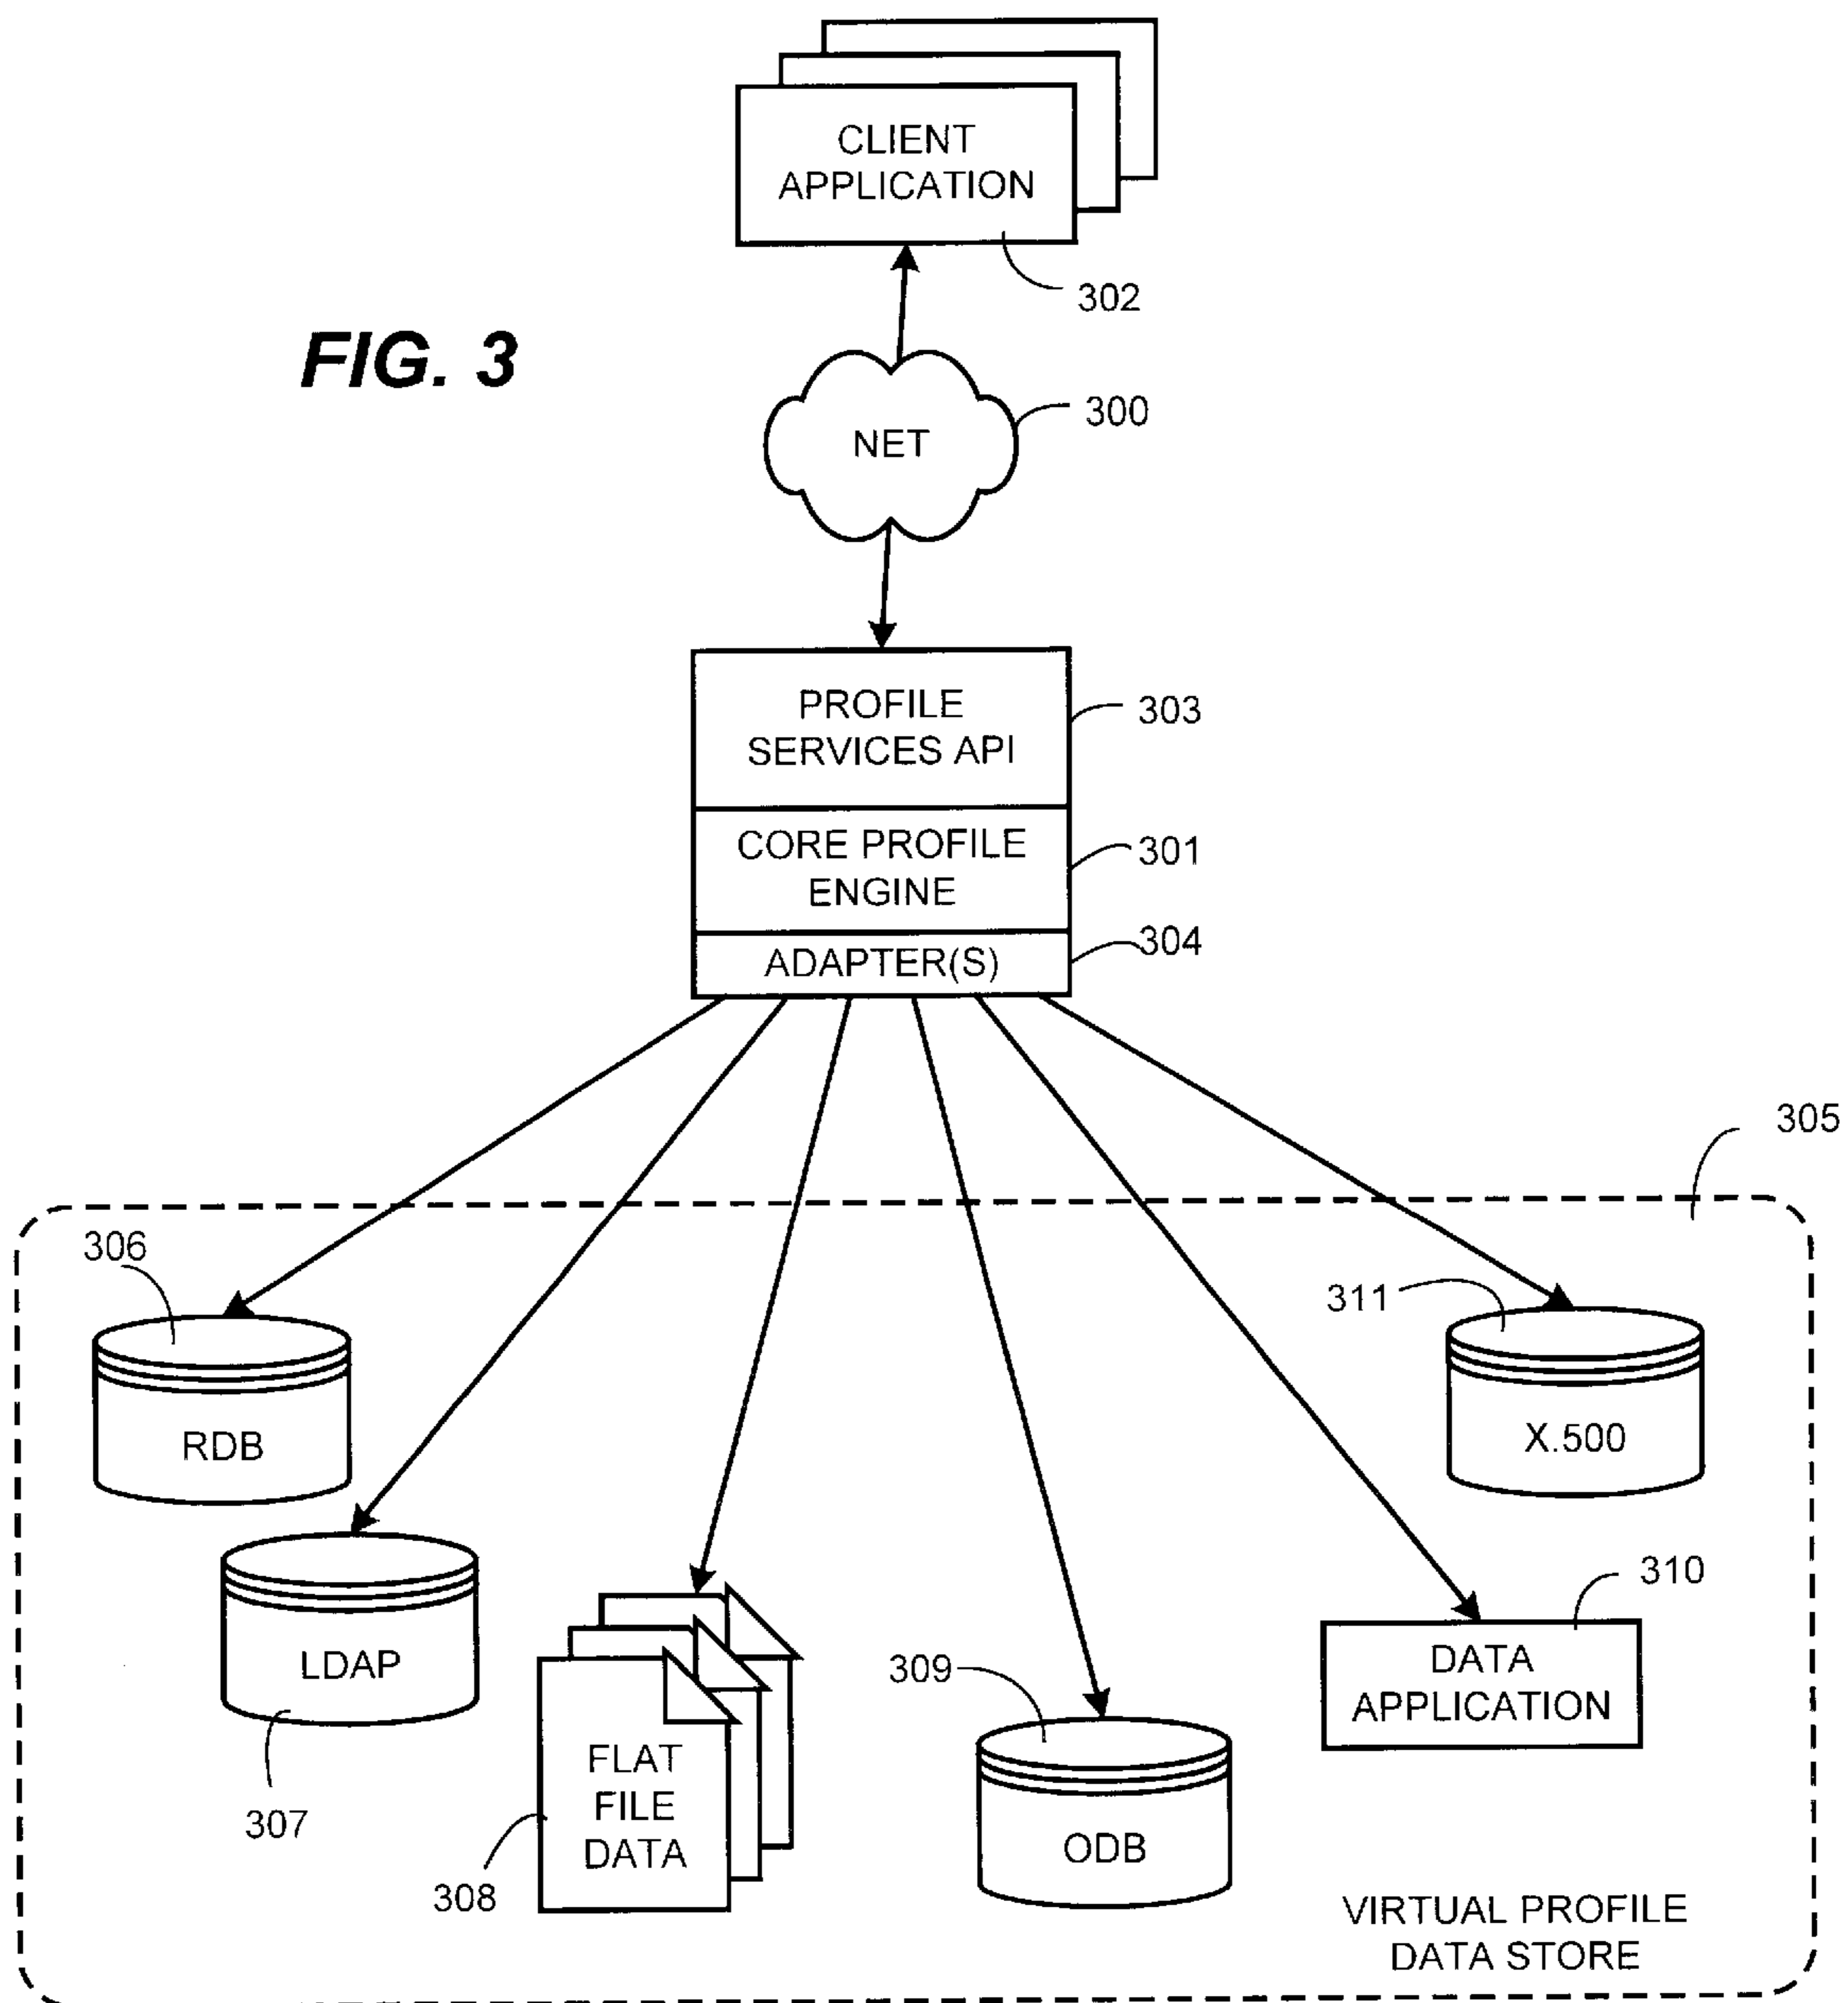 CLIENT
APPLICATION
302
FIG. 3
300
NET
PROFILE
SERVICES API
303
CORE PROFILE
ENGINE
301
ADAPTER(S)
304
305
306
311
RDB
X.500
LDAP
307
310
DATA
APPLICATION
309
FLAT
FILE
DATA
308
ODB
VIRTUAL PROFILE
DATA STORE